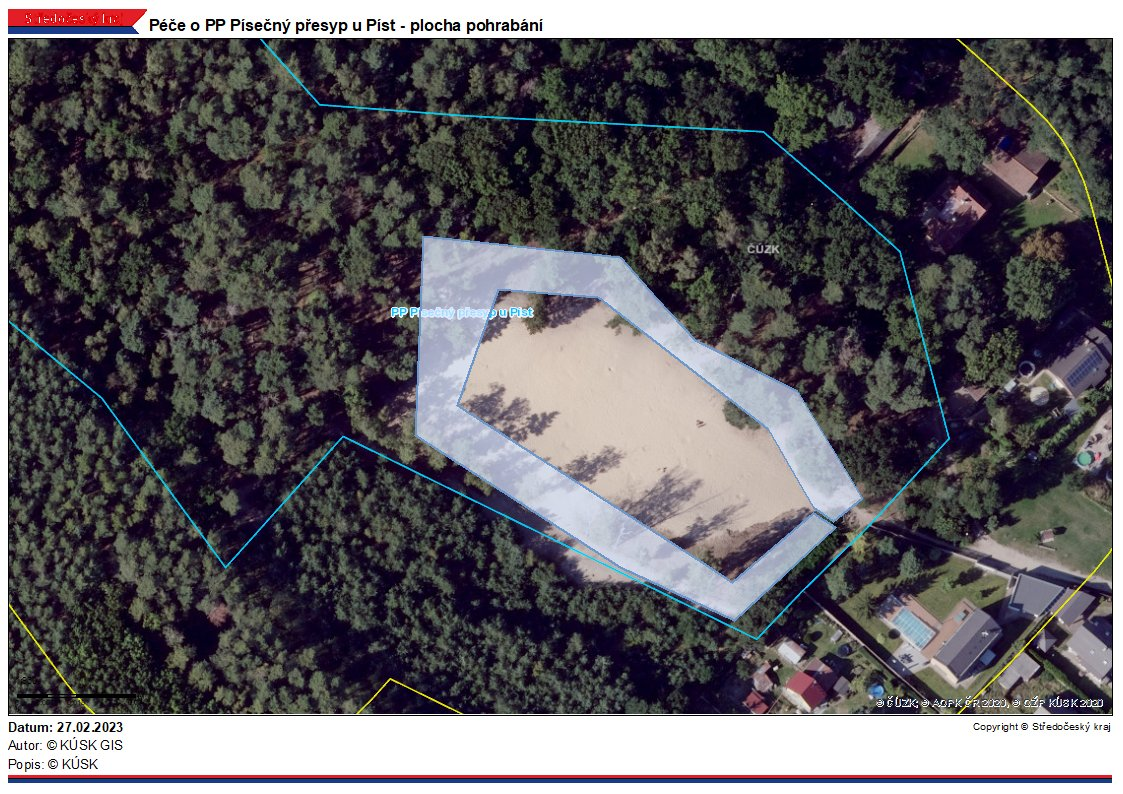 Středočeský kraj
Péče o PP Písečný přesyp u Píst - plocha pohrabání
ČÚZK
PP Písečný přesyp u Píst
© ČÚZK; © AOPK ČR 2020, © OŽP KÚSK 2020
Datum: 27.02.2023
Copyright © Středočeský kraj
Autor: © KÚSK GIS
Popis: © KÚSK